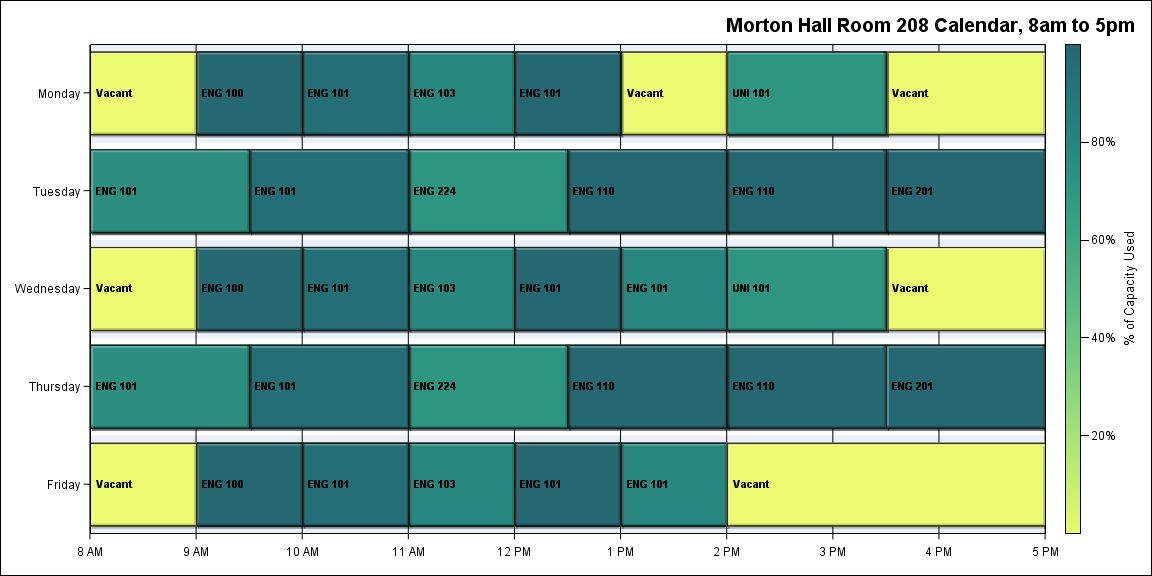 Morton Hall Room 208 Calendar, 8am to 5pm
Monday
Vacant
ENG 100
ENG 101
ENG 103
ENG 101
Vacant
UNI 101
Vacant
Tuesday
ENG 101
ENG 101
ENG 224
ENG 110
ENG 110
ENG 201
Wednesday
Vacant
ENG 100
ENG 101
ENG 103
ENG 101
ENG 101
UNI 101
Vacant
Thursday
ENG 101
ENG 101
ENG 224
ENG 110
ENG 110
ENG 201
Friday
Vacant
ENG 100
ENG 101
ENG 103
ENG 101
ENG 101
Vacant
8 AM
9 AM
10 AM
11 AM
12 PM
1 PM
2 PM
3 PM
4 PM
5 PM
80%
60%
40%
20%
% of Capacity Used